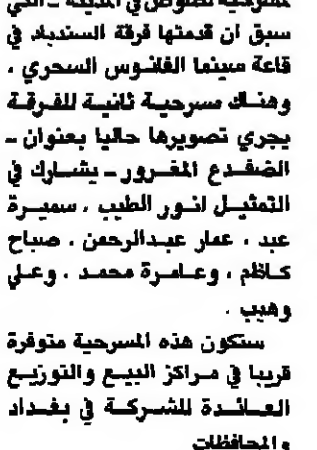 لمسرحية لصوص في المدينة ـ التي
سبق ان قدمتها فرقة السندباد في
قاعة سينما الفانوس السحري .
وهناك مسرحية ثانية للفرقة
يجري تصويرها حاليا بعنوان ـ
الضفدع المغرور ـ يشارك في
التمثيل انور الطيب . سميرة
عبد ، عمار عبدالرحمن . صباح
كاظم ، وعامرة محمد . وعلي
وهيب .
ستكون هذه المسرحية متوفرة
قريبا في مراكز البيع والتوزيع
العائدة للشركة في بغداد
والمحافظات